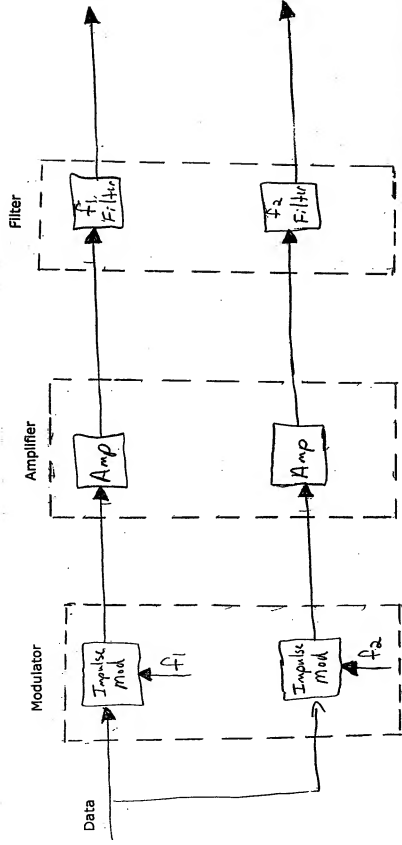 Data
Modulator
Amplifier
Filter
Impulse
Mod
f1
Amp
f1
Filter
Impulse
Mod
f2
Amp
f2
Filter